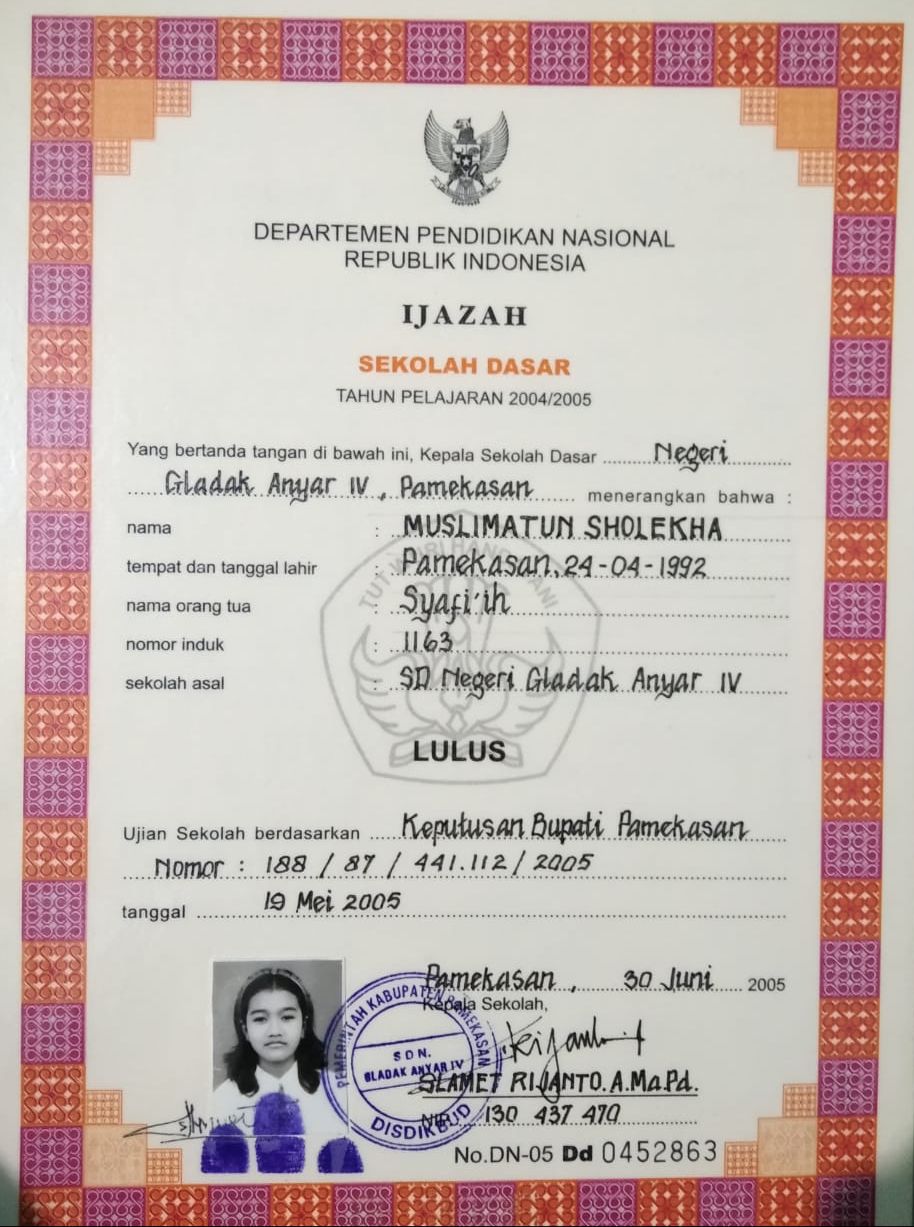 DEPARTEMEN PENDIDIKAN NASIONAL
REPUBLIK INDONESIA
IJAZAH
SEKOLAH DASAR
TAHUN PELAJARAN 2004/2005
Yang bertanda tangan di bawah ini, Kepala Sekolah Dasar Negeri
Gladak Anyar IV, Pamekasan menerangkan bahwa :
nama : MUSLIMATUN SHOLEKHA
tempat dan tanggal lahir : Pamekasan, 24-04-1992
nama orang tua : Syafi'ih
nomor induk : 1163
sekolah asal : SD Negeri Gladak Anyar IV
TUT WURI HANDAYANI
LULUS
Ujian Sekolah berdasarkan Keputusan Bupati Pamekasan
Nomor : 188 / 87 / 441.112 / 2005
tanggal 19 Mei 2005
Pamekasan, 30 Juni 2005
Kepala Sekolah,
PEMERINTAH KABUPATEN PAMEKASAN
SDN.
GLADAK ANYAR IV
DISDIKBUD
SLAMET RIJANTO. A.Ma.Pd.
NIP. 130 437 470
No.DN-05 Dd 0452863